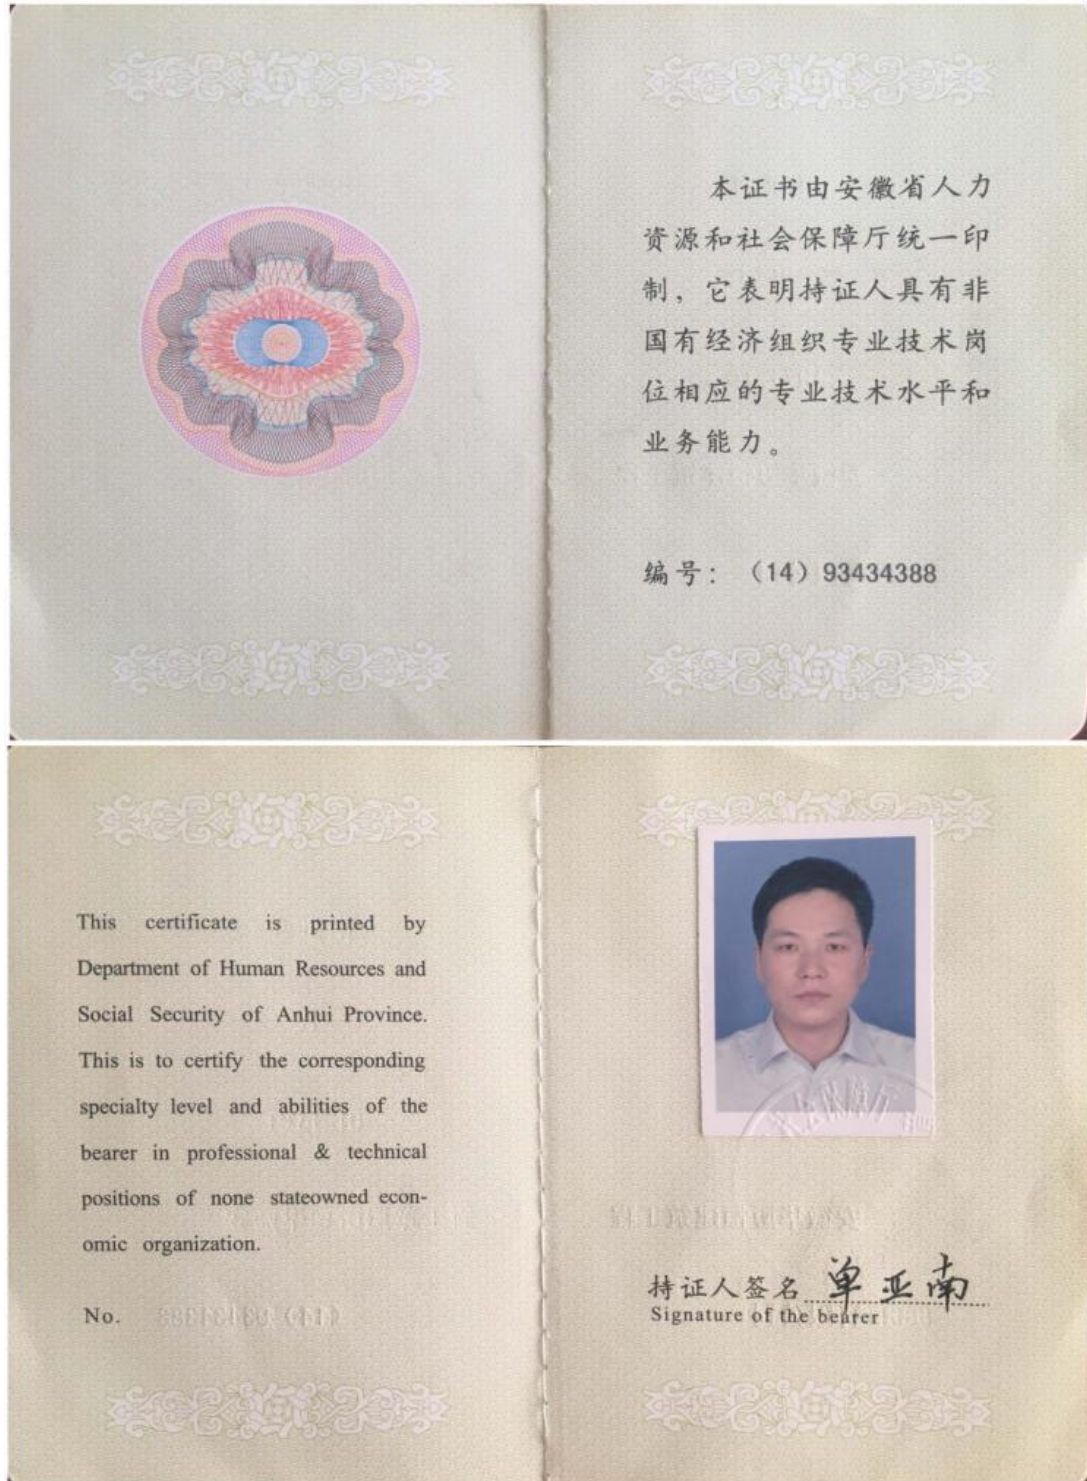 本证书由安徽省人力
资源和社会保障厅统一印
制，它表明持证人具有非
国有经济组织专业技术岗
位相应的专业技术水平和
业务能力。
编号：（14）93434388
This certificate is printed by
Department of Human Resources and
Social Security of Anhui Province.
This is to certify the corresponding
specialty level and abilities of the
bearer in professional & technical
positions of none stateowned econ-
omic organization.
No.
持证人签名 单亚南
Signature of the bearer